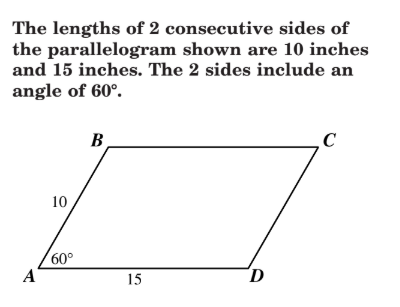 The lengths of 2 consecutive sides of
the parallelogram shown are 10 inches
and 15 inches. The 2 sides include an
angle of 60°.
B
C
10
60°
A
15
D